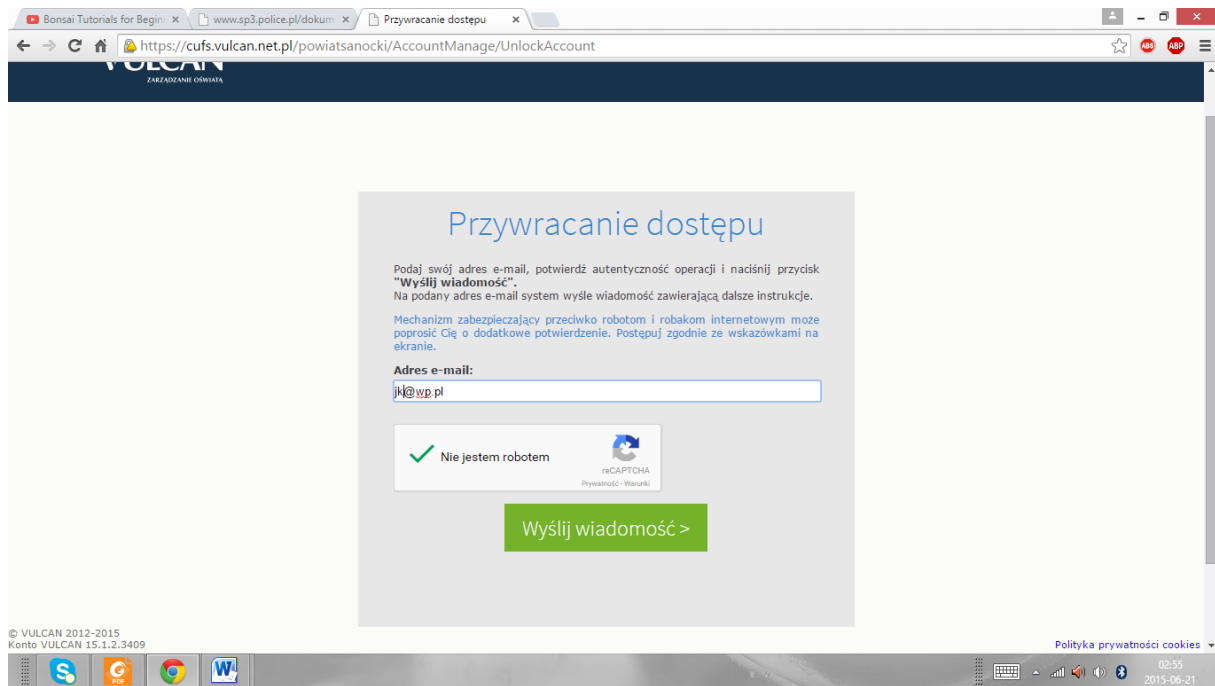 Bonsai Tutorials for Begin
www.sp3.police.pl/dokum
Przywracanie dostępu
https://cufs.vulcan.net.pl/powiatsanocki/AccountManage/UnlockAccount
ABS
ABP
VULCAN
ZARZĄDZANIE OŚWIATĄ
Przywracanie dostępu
Podaj swój adres e-mail, potwierdź autentyczność operacji i naciśnij przycisk
"Wyślij wiadomość".
Na podany adres e-mail system wyśle wiadomość zawierającą dalsze instrukcje.
Mechanizm zabezpieczający przeciwko robotom i robakom internetowym może
poprosić Cię o dodatkowe potwierdzenie. Postępuj zgodnie ze wskazówkami na
ekranie.
Adres e-mail:
jk@wp.pl
Nie jestem robotem
reCAPTCHA
Prywatność - Warunki
Wyślij wiadomość >
© VULCAN 2012-2015
Konto VULCAN 15.1.2.3409
Polityka prywatności cookies
PDF
02:55
2015-06-21